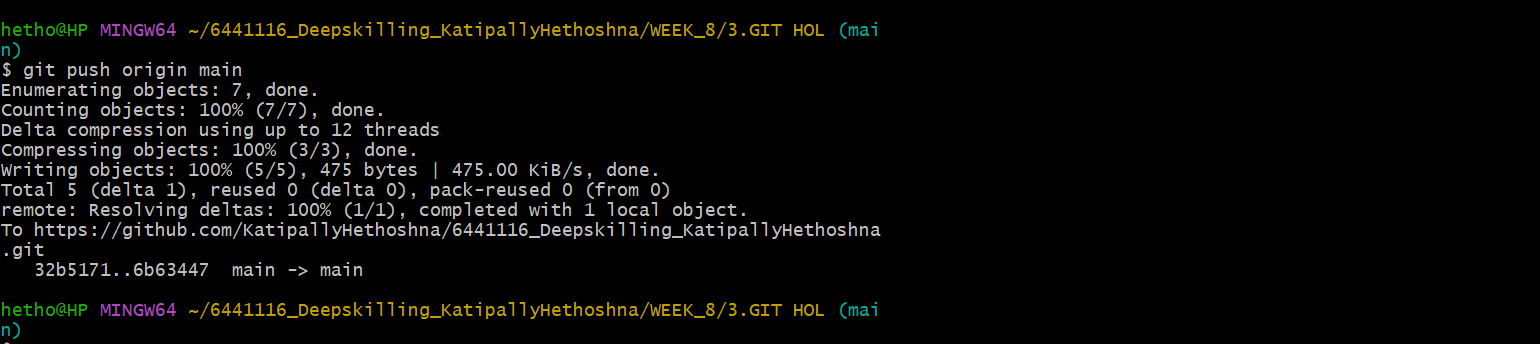 hetho@HP MINGW64 ~/6441116_Deepskilling_KatipallyHethoshna/WEEK_8/3.GIT HOL (mai
n)
$ git push origin main
Enumerating objects: 7, done.
Counting objects: 100% (7/7), done.
Delta compression using up to 12 threads
Compressing objects: 100% (3/3), done.
Writing objects: 100% (5/5), 475 bytes | 475.00 KiB/s, done.
Total 5 (delta 1), reused 0 (delta 0), pack-reused 0 (from 0)
remote: Resolving deltas: 100% (1/1), completed with 1 local object.
To https://github.com/KatipallyHethoshna/6441116_Deepskilling_KatipallyHethoshna
.git
   32b5171..6b63447  main -> main
hetho@HP MINGW64 ~/6441116_Deepskilling_KatipallyHethoshna/WEEK_8/3.GIT HOL (mai
n)